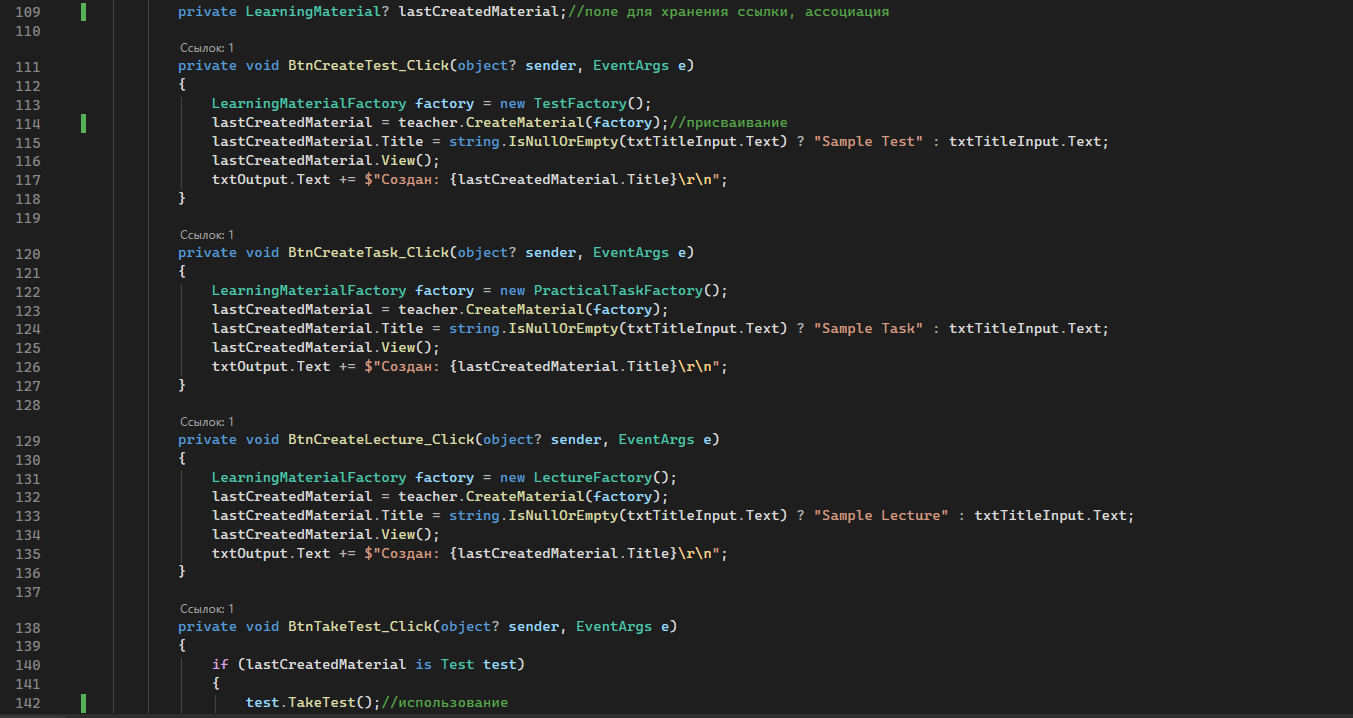 109 private LearningMaterial? lastCreatedMaterial;//поле для хранения ссылки, ассоциация
110
Ссылок: 1
111 private void BtnCreateTest_Click(object? sender, EventArgs e)
112 {
113 LearningMaterialFactory factory = new TestFactory();
114 lastCreatedMaterial = teacher.CreateMaterial(factory);//присваивание
115 lastCreatedMaterial.Title = string.IsNullOrEmpty(txtTitleInput.Text) ? "Sample Test" : txtTitleInput.Text;
116 lastCreatedMaterial.View();
117 txtOutput.Text += $"Создан: {lastCreatedMaterial.Title}\r\n";
118 }
119
Ссылок: 1
120 private void BtnCreateTask_Click(object? sender, EventArgs e)
121 {
122 LearningMaterialFactory factory = new PracticalTaskFactory();
123 lastCreatedMaterial = teacher.CreateMaterial(factory);
124 lastCreatedMaterial.Title = string.IsNullOrEmpty(txtTitleInput.Text) ? "Sample Task" : txtTitleInput.Text;
125 lastCreatedMaterial.View();
126 txtOutput.Text += $"Создан: {lastCreatedMaterial.Title}\r\n";
127 }
128
Ссылок: 1
129 private void BtnCreateLecture_Click(object? sender, EventArgs e)
130 {
131 LearningMaterialFactory factory = new LectureFactory();
132 lastCreatedMaterial = teacher.CreateMaterial(factory);
133 lastCreatedMaterial.Title = string.IsNullOrEmpty(txtTitleInput.Text) ? "Sample Lecture" : txtTitleInput.Text;
134 lastCreatedMaterial.View();
135 txtOutput.Text += $"Создан: {lastCreatedMaterial.Title}\r\n";
136 }
137
Ссылок: 1
138 private void BtnTakeTest_Click(object? sender, EventArgs e)
139 {
140 if (lastCreatedMaterial is Test test)
141 {
142 test.TakeTest();//использование